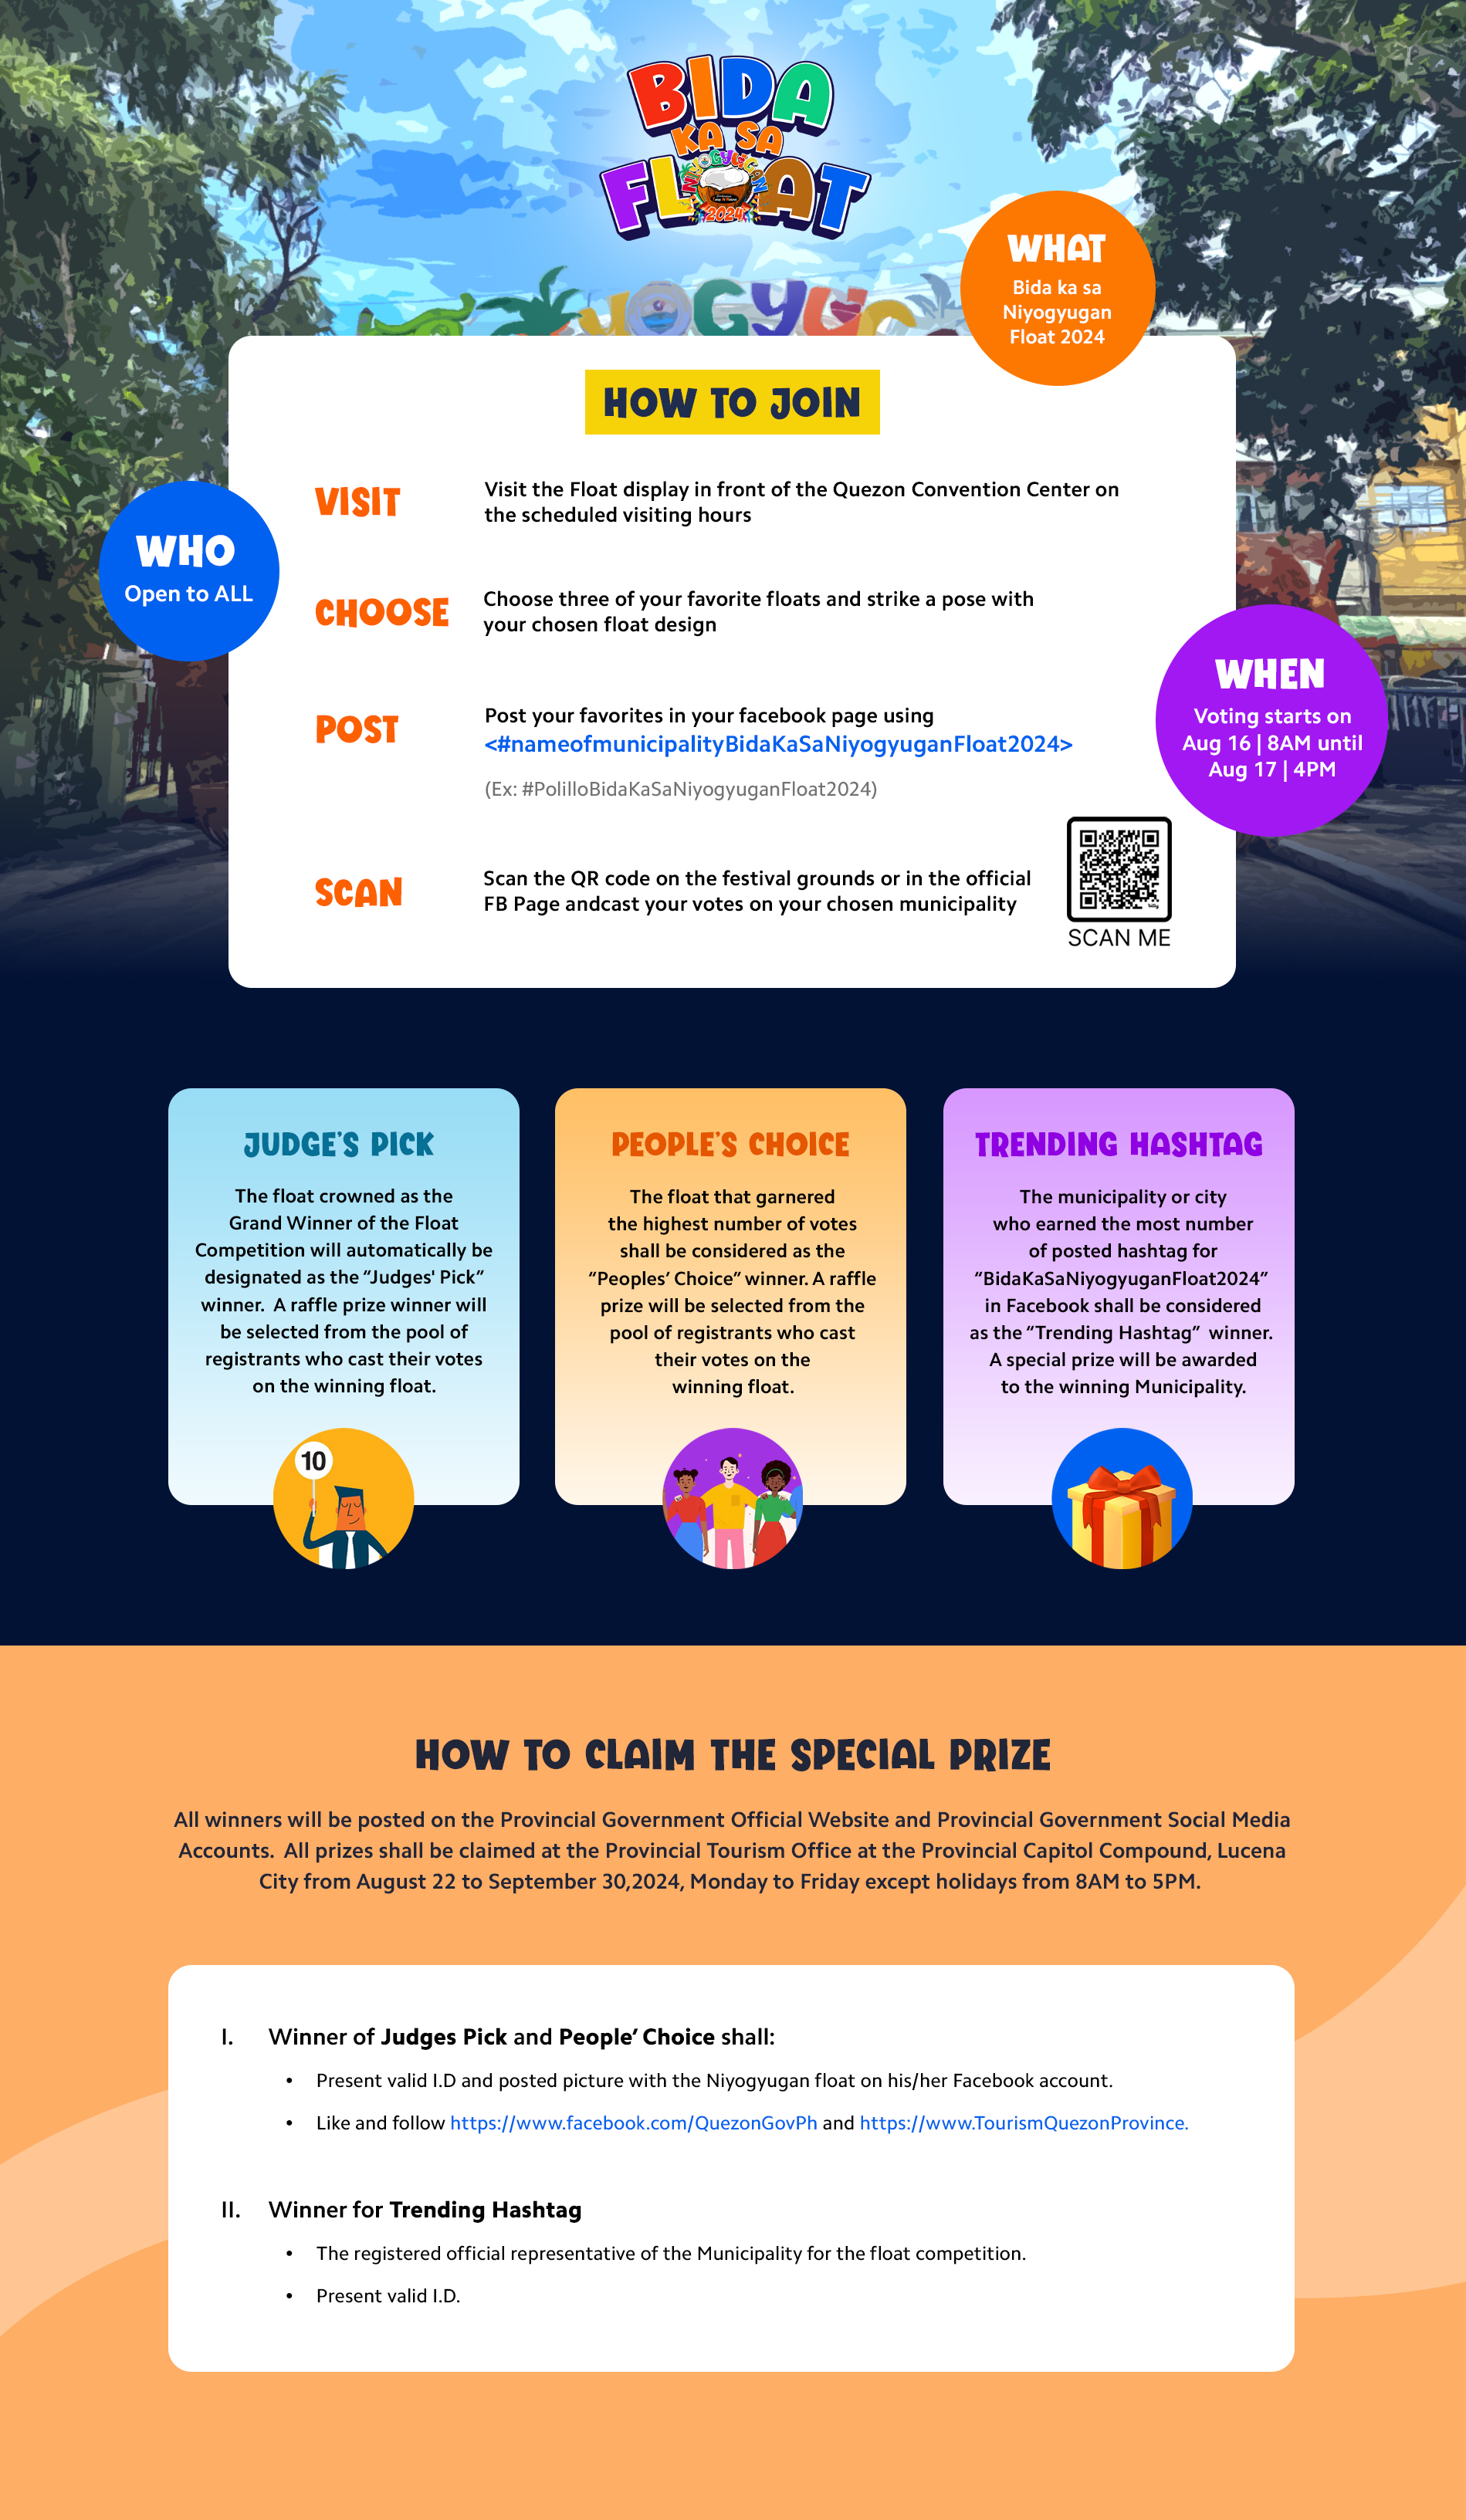 BIDA
KA SA
FLOAT
NIYOGYUGAN
2024
YOGYU
WHAT
Bida ka sa
Niyogyugan
Float 2024
HOW TO JOIN
VISIT
Visit the Float display in front of the Quezon Convention Center on
the scheduled visiting hours
WHO
Open to ALL
CHOOSE
Choose three of your favorite floats and strike a pose with
your chosen float design
WHEN
Voting starts on
Aug 16 | 8AM until
Aug 17 | 4PM
POST
Post your favorites in your facebook page using
<#nameofmunicipalityBidaKaSaNiyogyuganFloat2024>
(Ex: #PolilloBidaKaSaNiyogyuganFloat2024)
SCAN
Scan the QR code on the festival grounds or in the official
FB Page andcast your votes on your chosen municipality
SCAN ME
JUDGE'S PICK
The float crowned as the
Grand Winner of the Float
Competition will automatically be
designated as the “Judges' Pick”
winner. A raffle prize winner will
be selected from the pool of
registrants who cast their votes
on the winning float.
10
PEOPLE'S CHOICE
The float that garnered
the highest number of votes
shall be considered as the
“Peoples’ Choice” winner. A raffle
prize will be selected from the
pool of registrants who cast
their votes on the
winning float.
TRENDING HASHTAG
The municipality or city
who earned the most number
of posted hashtag for
“BidaKaSaNiyogyuganFloat2024”
in Facebook shall be considered
as the “Trending Hashtag” winner.
A special prize will be awarded
to the winning Municipality.
HOW TO CLAIM THE SPECIAL PRIZE
All winners will be posted on the Provincial Government Official Website and Provincial Government Social Media
Accounts. All prizes shall be claimed at the Provincial Tourism Office at the Provincial Capitol Compound, Lucena
City from August 22 to September 30,2024, Monday to Friday except holidays from 8AM to 5PM.
I. Winner of Judges Pick and People’ Choice shall:
• Present valid I.D and posted picture with the Niyogyugan float on his/her Facebook account.
• Like and follow https://www.facebook.com/QuezonGovPh and https://www.TourismQuezonProvince.
II. Winner for Trending Hashtag
• The registered official representative of the Municipality for the float competition.
• Present valid I.D.